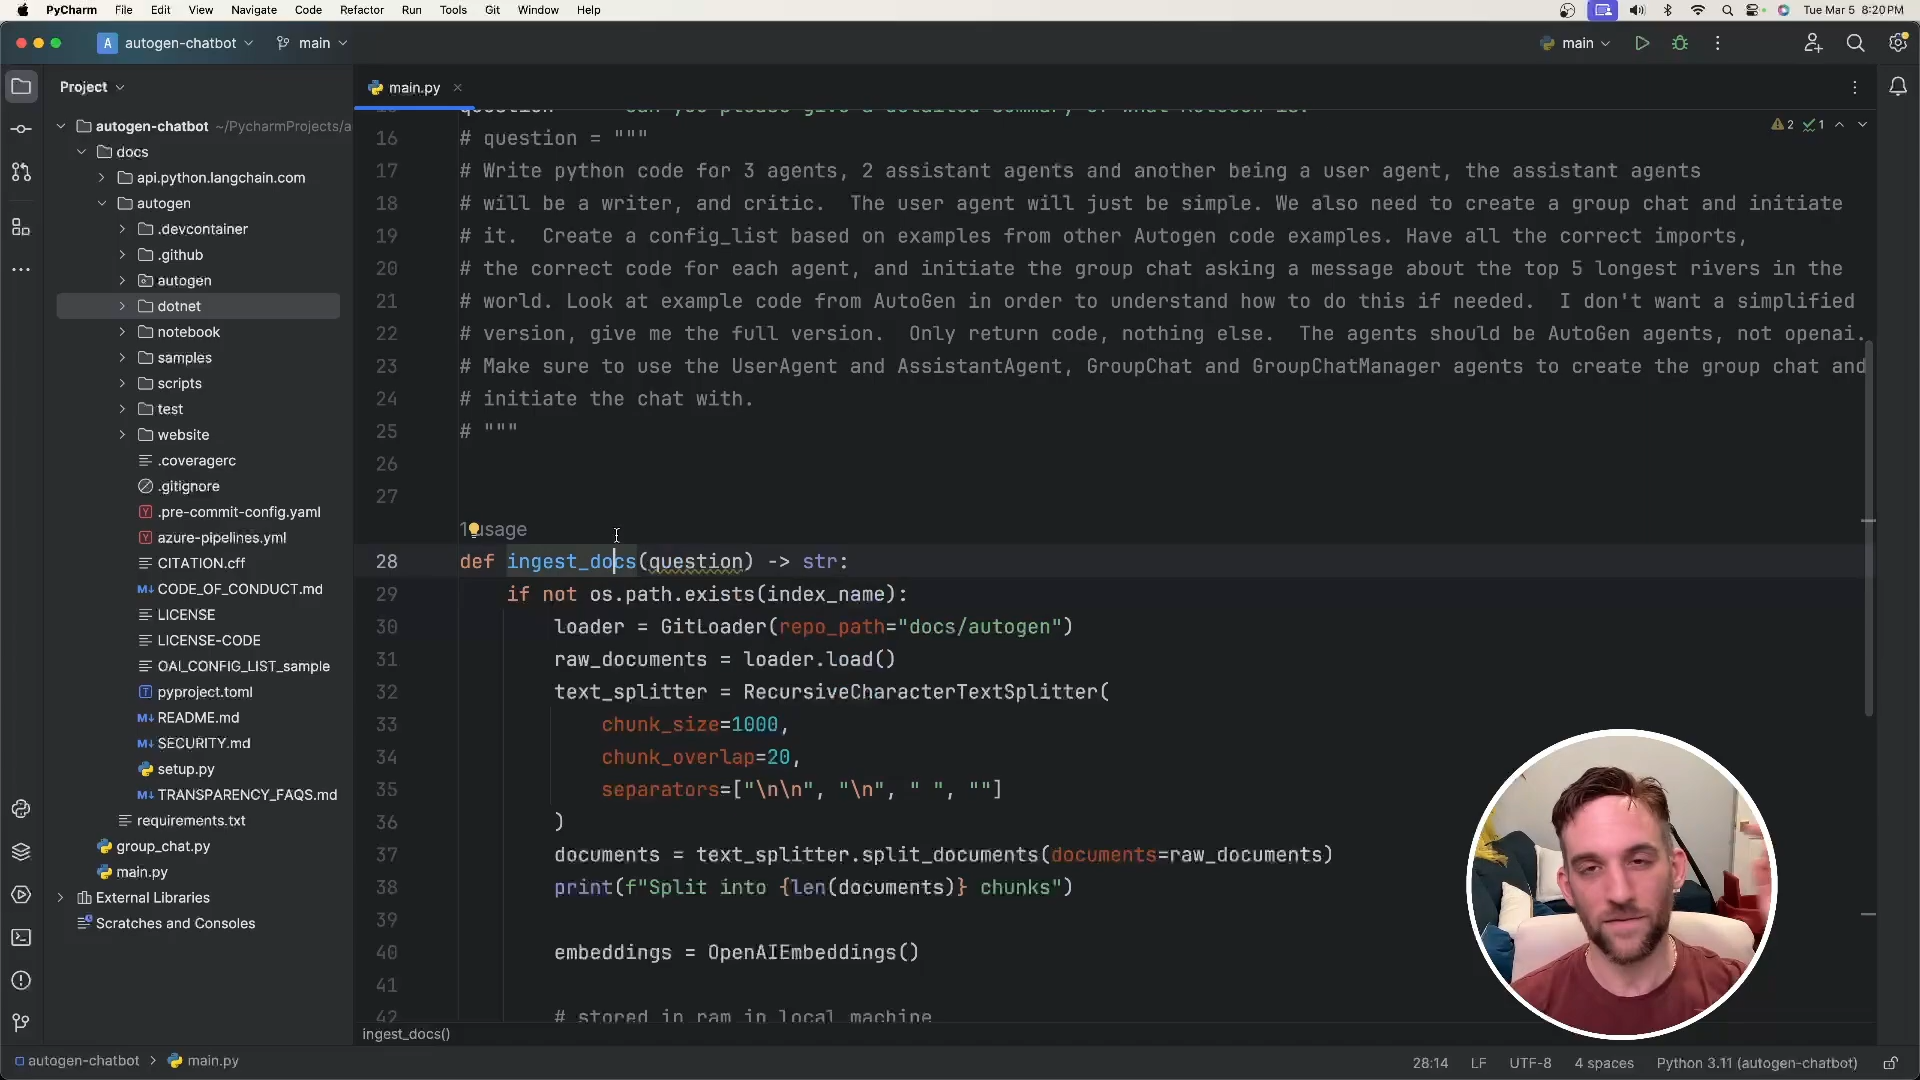 PyCharm File Edit View Navigate Code Refactor Run Tools Git Window Help Tue Mar 5 8:20 PM
A autogen-chatbot main main
Project main.py
autogen-chatbot ~/PycharmProjects/a
docs
api.python.langchain.com
autogen
.devcontainer
.github
autogen
dotnet
notebook
samples
scripts
test
website
.coveragerc
.gitignore
.pre-commit-config.yaml
azure-pipelines.yml
CITATION.cff
CODE_OF_CONDUCT.md
LICENSE
LICENSE-CODE
OAI_CONFIG_LIST_sample
pyproject.toml
README.md
SECURITY.md
setup.py
TRANSPARENCY_FAQS.md
requirements.txt
group_chat.py
main.py
External Libraries
Scratches and Consoles
2 1
16 # question = """
17 # Write python code for 3 agents, 2 assistant agents and another being a user agent, the assistant agents
18 # will be a writer, and critic.  The user agent will just be simple. We also need to create a group chat and initiate
19 # it.  Create a config_list based on examples from other Autogen code examples. Have all the correct imports,
20 # the correct code for each agent, and initiate the group chat asking a message about the top 5 longest rivers in the
21 # world. Look at example code from AutoGen in order to understand how to do this if needed.  I don't want a simplified
22 # version, give me the full version.  Only return code, nothing else.  The agents should be AutoGen agents, not openai.
23 # Make sure to use the UserAgent and AssistantAgent, GroupChat and GroupChatManager agents to create the group chat and
24 # initiate the chat with.
25 # """
26
27
1 usage
28 def ingest_docs(question) -> str:
29 if not os.path.exists(index_name):
30 loader = GitLoader(repo_path="docs/autogen")
31 raw_documents = loader.load()
32 text_splitter = RecursiveCharacterTextSplitter(
33 chunk_size=1000,
34 chunk_overlap=20,
35 separators=["\n\n", "\n", " ", ""]
36 )
37 documents = text_splitter.split_documents(documents=raw_documents)
38 print(f"Split into {len(documents)} chunks")
39
40 embeddings = OpenAIEmbeddings()
41
42 # stored in ram in local machine
ingest_docs()
autogen-chatbot > main.py 28:14 LF UTF-8 4 spaces Python 3.11 (autogen-chatbot)